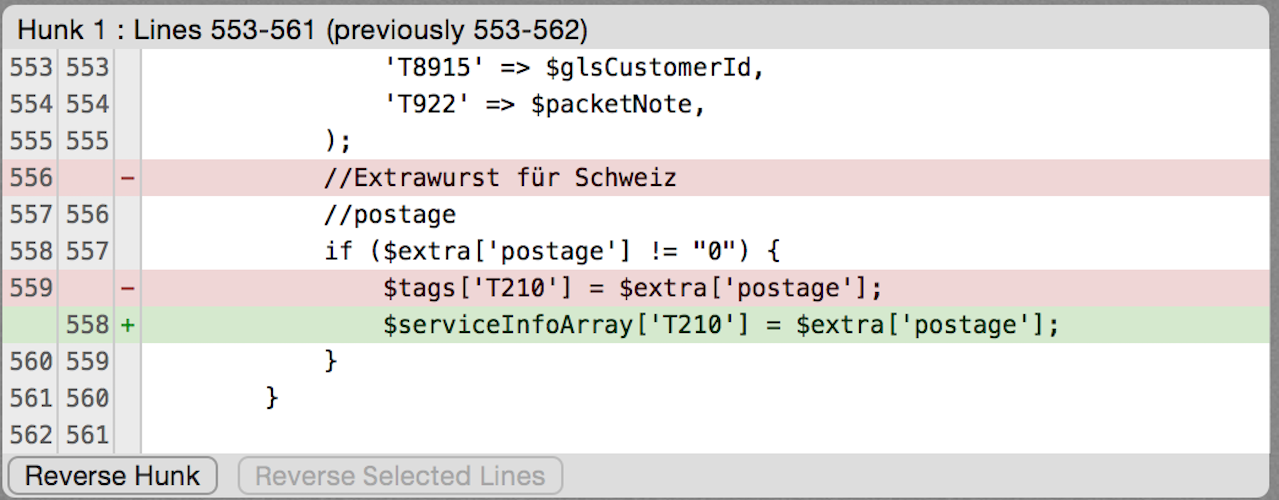 Hunk 1 : Lines 553-561 (previously 553-562)
553 553 'T8915' => $glsCustomerId,
554 554 'T922' => $packetNote,
555 555 );
556 - //Extrawurst für Schweiz
557 556 //postage
558 557 if ($extra['postage'] != "0") {
559 - $tags['T210'] = $extra['postage'];
558 + $serviceInfoArray['T210'] = $extra['postage'];
560 559 }
561 560 }
562 561
Reverse Hunk Reverse Selected Lines